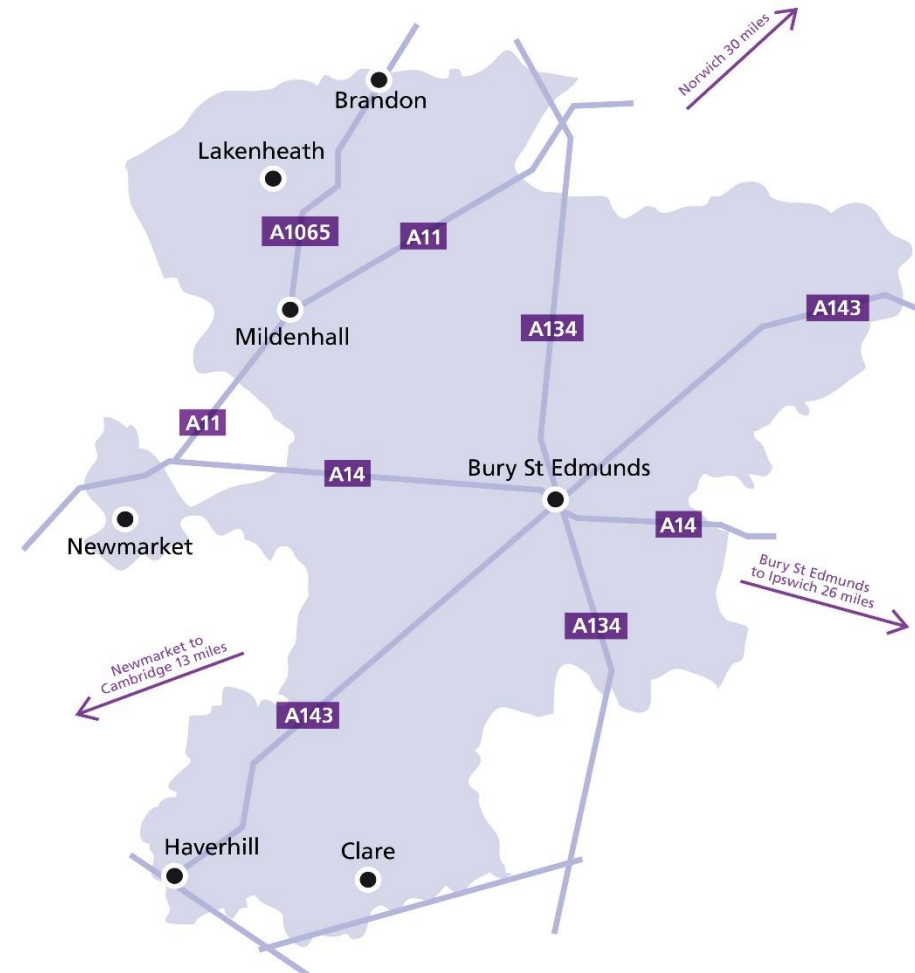 Norwich 30 miles
Brandon
Lakenheath
A1065
A11
Mildenhall
A143
A134
A11
Bury St Edmunds
A14
A14
Newmarket
Bury St Edmunds
to Ipswich 26 miles
A134
Newmarket to
Cambridge 13 miles
A143
Haverhill
Clare